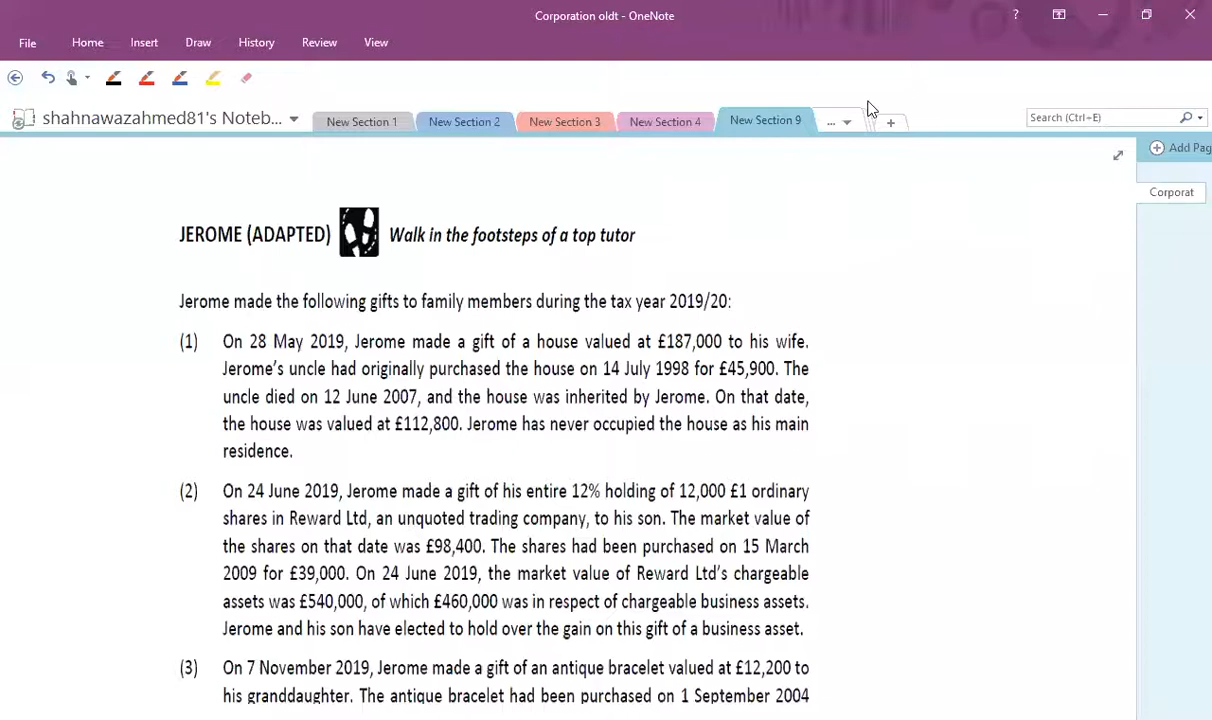 Corporation oldt - OneNote
?
File Home Insert Draw History Review View
shahnawazahmed81's Noteb... New Section 1 New Section 2 New Section 3 New Section 4 New Section 9 ... + Search (Ctrl+E)
Add Pag
Corporat
JEROME (ADAPTED) Walk in the footsteps of a top tutor
Jerome made the following gifts to family members during the tax year 2019/20:
(1) On 28 May 2019, Jerome made a gift of a house valued at £187,000 to his wife.
Jerome's uncle had originally purchased the house on 14 July 1998 for £45,900. The
uncle died on 12 June 2007, and the house was inherited by Jerome. On that date,
the house was valued at £112,800. Jerome has never occupied the house as his main
residence.
(2) On 24 June 2019, Jerome made a gift of his entire 12% holding of 12,000 £1 ordinary
shares in Reward Ltd, an unquoted trading company, to his son. The market value of
the shares on that date was £98,400. The shares had been purchased on 15 March
2009 for £39,000. On 24 June 2019, the market value of Reward Ltd's chargeable
assets was £540,000, of which £460,000 was in respect of chargeable business assets.
Jerome and his son have elected to hold over the gain on this gift of a business asset.
(3) On 7 November 2019, Jerome made a gift of an antique bracelet valued at £12,200 to
his granddaughter. The antique bracelet had been purchased on 1 September 2004